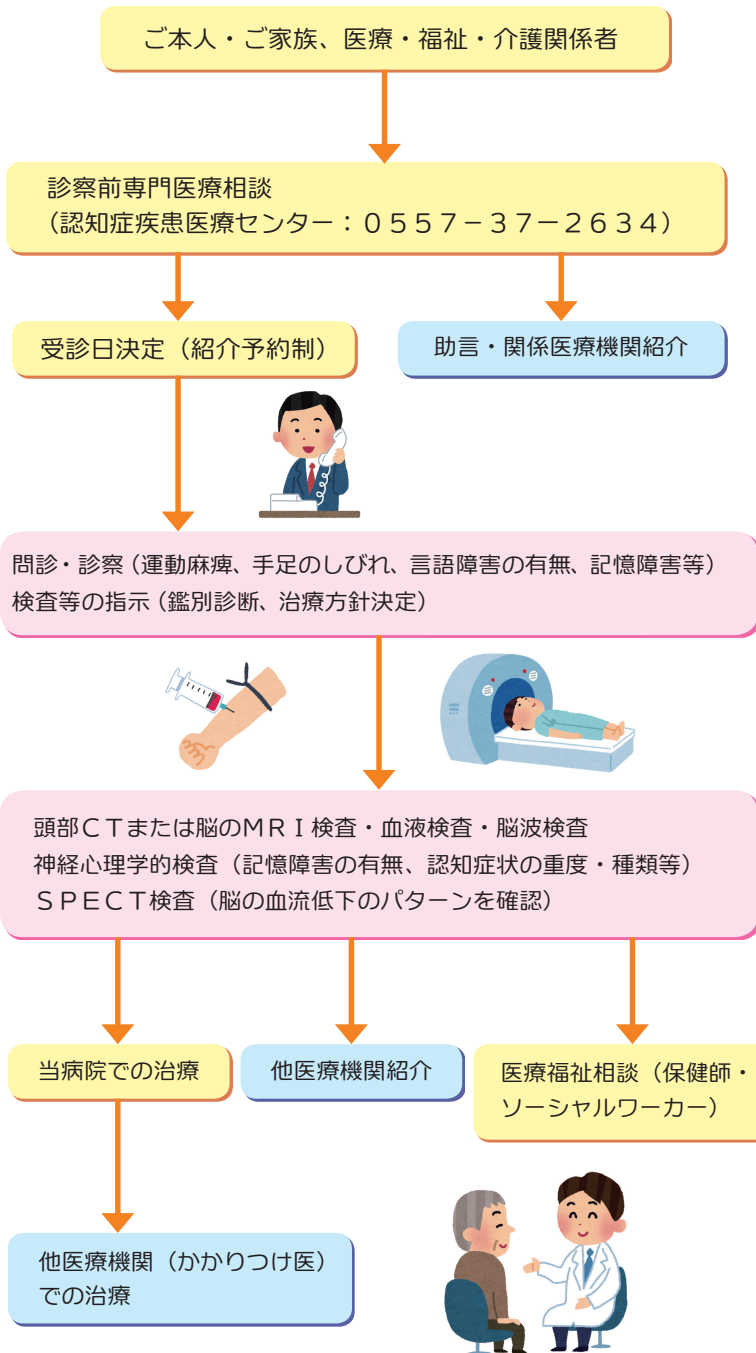 ご本人・ご家族、医療・福祉・介護関係者
診察前専門医療相談
（認知症疾患医療センター：０５５７－３７－２６３４）
受診日決定（紹介予約制）
助言・関係医療機関紹介
問診・診察（運動麻痺、手足のしびれ、言語障害の有無、記憶障害等）
検査等の指示（鑑別診断、治療方針決定）
頭部ＣＴまたは脳のＭＲＩ検査・血液検査・脳波検査
神経心理学的検査（記憶障害の有無、認知症状の重度・種類等）
ＳＰＥＣＴ検査（脳の血流低下のパターンを確認）
当病院での治療
他医療機関紹介
医療福祉相談（保健師・
ソーシャルワーカー）
他医療機関（かかりつけ医）
での治療